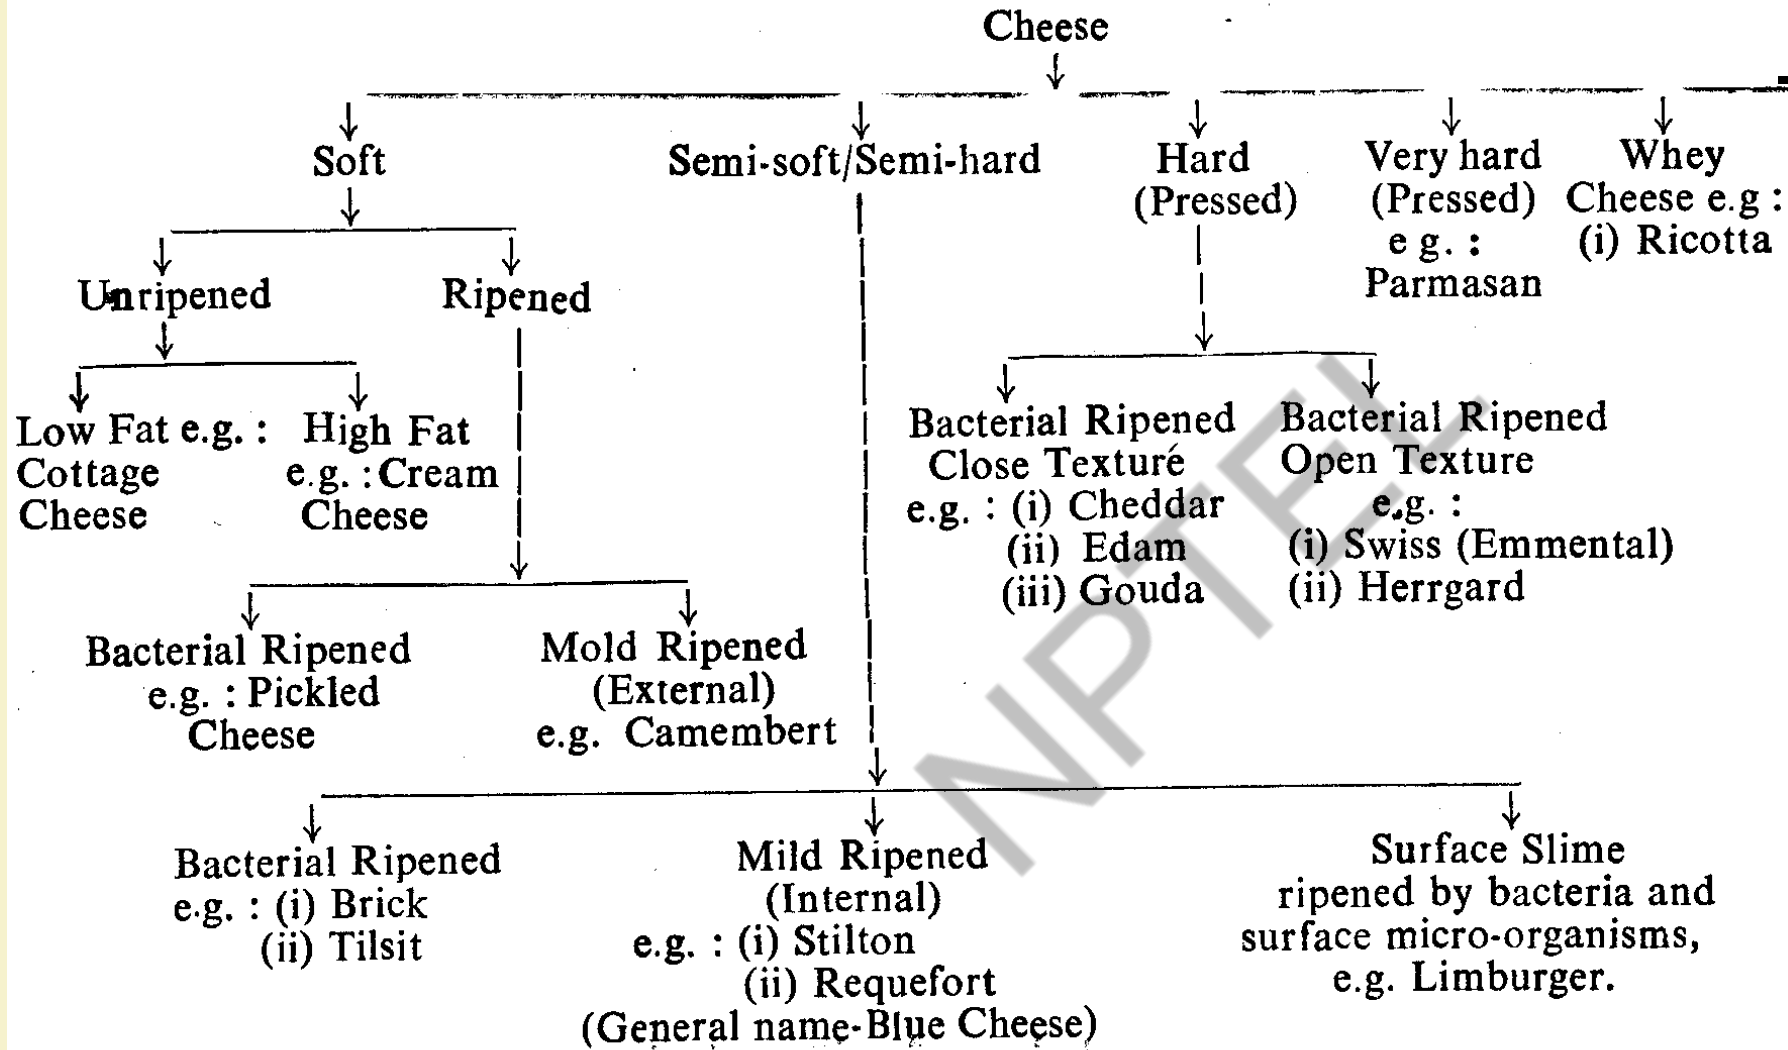 Cheese
Soft
Semi-soft/Semi-hard
Hard
(Pressed)
Very hard
(Pressed)
e g. :
Parmasan
Whey
Cheese e.g :
(i) Ricotta
Unripened
Ripened
Low Fat e.g. :
Cottage
Cheese
High Fat
e.g. : Cream
Cheese
Bacterial Ripened
Close Texturé
e.g. : (i) Cheddar
(ii) Edam
(iii) Gouda
Bacterial Ripened
Open Texture
e.g. :
(i) Swiss (Emmental)
(ii) Herrgard
Bacterial Ripened
e.g. : Pickled
Cheese
Mold Ripened
(External)
e.g. Camembert
Bacterial Ripened
e.g. : (i) Brick
(ii) Tilsit
Mild Ripened
(Internal)
e.g. : (i) Stilton
(ii) Requefort
(General name-Blue Cheese)
Surface Slime
ripened by bacteria and
surface micro-organisms,
e.g. Limburger.
NPTEL